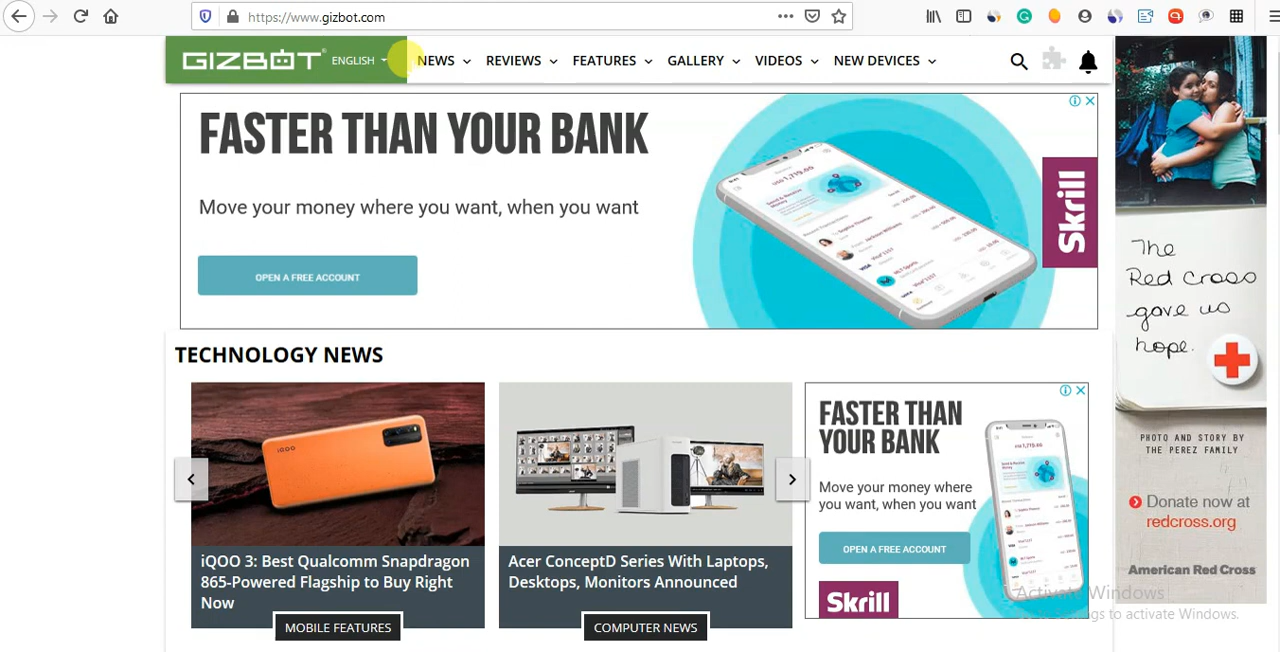 https://www.gizbot.com
GIZBOT ENGLISH NEWS REVIEWS FEATURES GALLERY VIDEOS NEW DEVICES
FASTER THAN YOUR BANK
Move your money where you want, when you want
OPEN A FREE ACCOUNT
Skrill
The
Red Cross
gave us
hope.
PHOTO AND STORY BY
THE PEREZ FAMILY
Donate now at
redcross.org
American Red Cross
TECHNOLOGY NEWS
iQOO
iQOO 3: Best Qualcomm Snapdragon
865-Powered Flagship to Buy Right
Now
MOBILE FEATURES
Acer ConceptD Series With Laptops,
Desktops, Monitors Announced
COMPUTER NEWS
FASTER THAN
YOUR BANK
Move your money where
you want, when you want
OPEN A FREE ACCOUNT
Skrill
Activate Windows
Go to Settings to activate Windows.